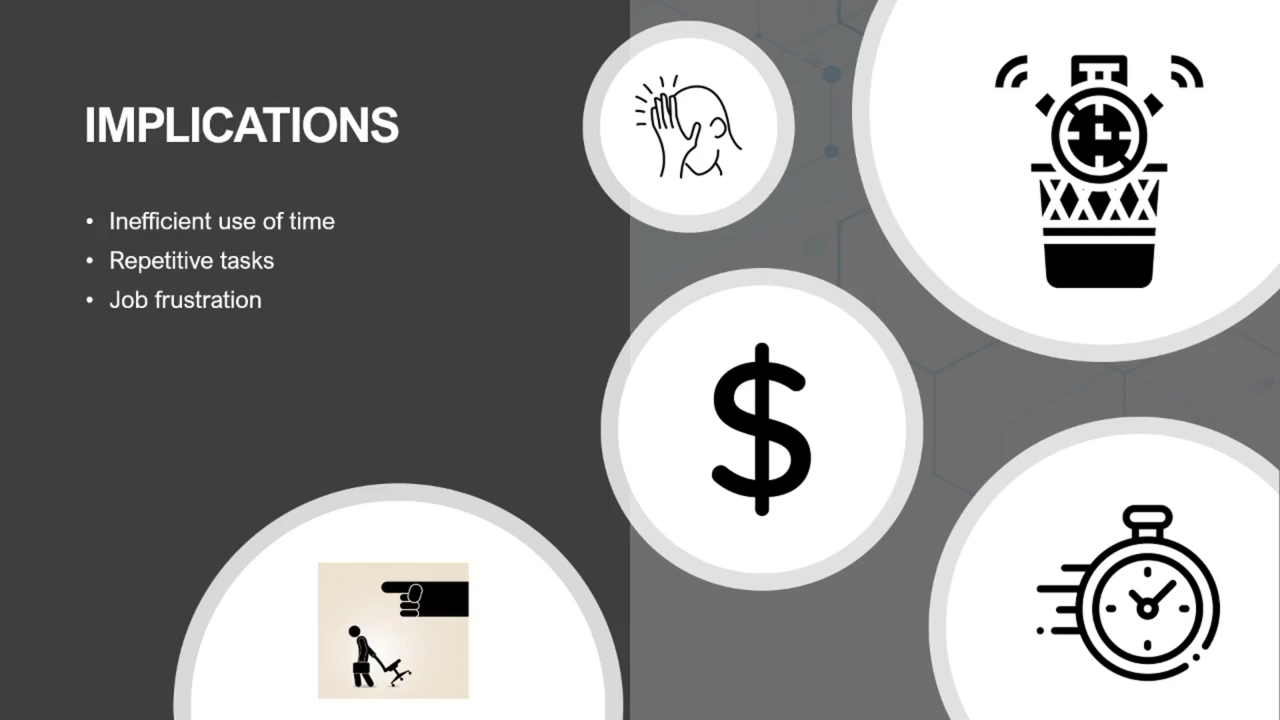 IMPLICATIONS
• Inefficient use of time
• Repetitive tasks
• Job frustration
$